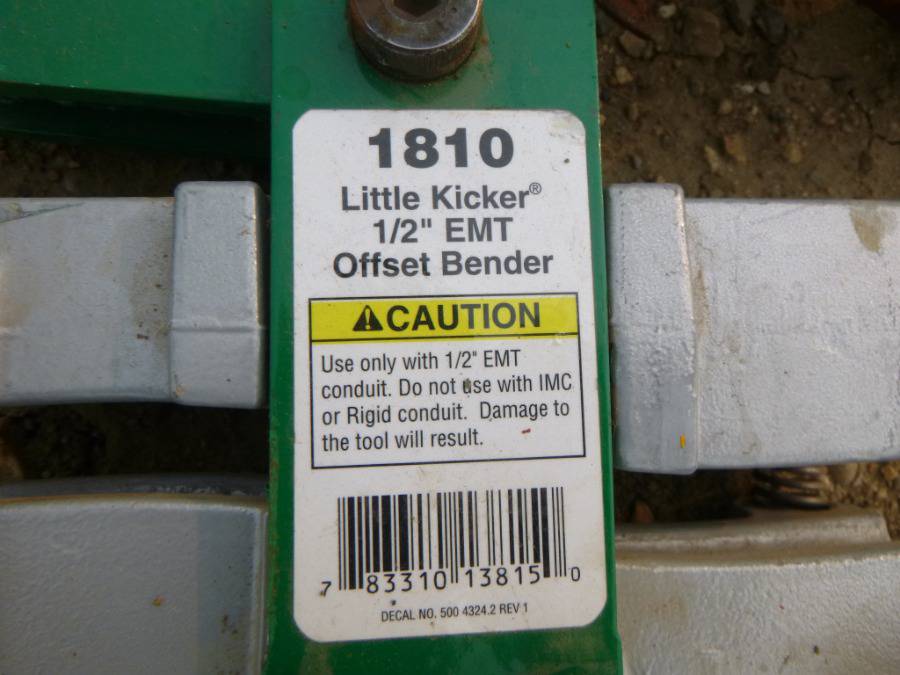 1810
Little Kicker®
1/2" EMT
Offset Bender
CAUTION
Use only with 1/2" EMT
conduit. Do not use with IMC
or Rigid conduit. Damage to
the tool will result.
7 83310 13815 0
DECAL NO. 500 4324.2 REV 1